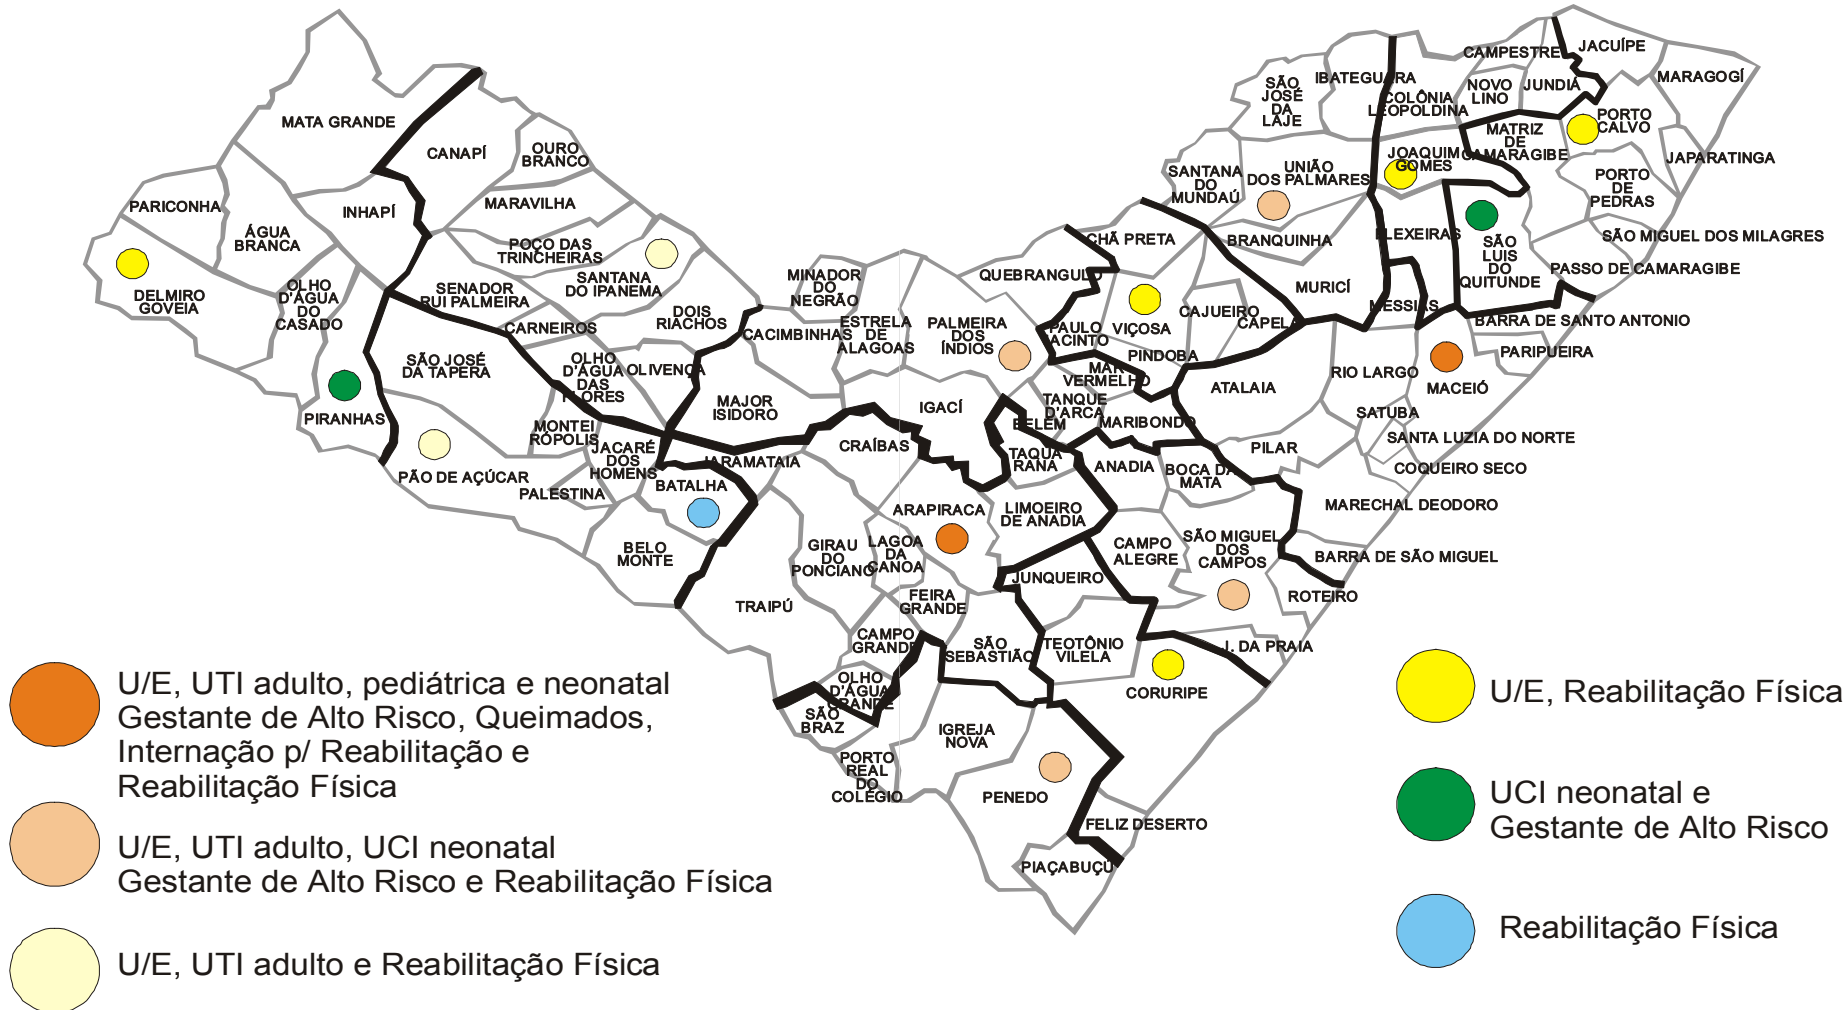 JACUÍPE
CAMPESTRE
MARAGOGÍ
IBATEGUARA
SÃO
JOSÉ
DA
LAJE
NOVO
LINO
JUNDIÁ
COLÔNIA
LEOPOLDINA
PORTO
CALVO
MATA GRANDE
MATRIZ
DE
CAMARAGIBE
CANAPÍ
OURO
BRANCO
JOAQUIM
GOMES
JAPARATINGA
UNIÃO
DOS PALMARES
SANTANA
DO
MUNDAÚ
PORTO
DE
PEDRAS
PARICONHA
INHAPÍ
MARAVILHA
ÁGUA
BRANCA
POÇO DAS
TRINCHEIRAS
CHÃ PRETA
BRANQUINHA
FLEXEIRAS
SÃO MIGUEL DOS MILAGRES
SÃO
LUIS
DO
QUITUNDE
PASSO DE CAMARAGIBE
QUEBRANGULO
MINADOR
DO
NEGRÃO
SANTANA
DO IPANEMA
SENADOR
RUI PALMEIRA
OLHO
D'ÁGUA
DO
CASADO
DELMIRO
GOVEIA
MURICÍ
MESSIAS
CAJUEIRO
CAPELA
BARRA DE SANTO ANTONIO
DOIS
RIACHOS
CARNEIROS
CACIMBINHAS
ESTRELA
DE
ALAGOAS
PALMEIRA
DOS
ÍNDIOS
PAULO
JACINTO
VIÇOSA
PINDOBA
PARIPUEIRA
SÃO JOSÉ
DA TAPERA
OLHO
D'ÁGUA
DAS
FLORES
OLIVENÇA
MAR
VERMELHO
ATALAIA
RIO LARGO
MACEIÓ
MAJOR
ISIDORO
IGACÍ
TANQUE
D'ARCA
BELÉM
MARIBONDO
SATUBA
PIRANHAS
MONTEI
RÓPOLIS
CRAÍBAS
SANTA LUZIA DO NORTE
PILAR
JACARÉ
DOS
HOMENS
JARAMATAIA
TAQUA
RANA
ANADIA
BOCA DA
MATA
COQUEIRO SECO
PÃO DE AÇÚCAR
PALESTINA
BATALHA
MARECHAL DEODORO
ARAPIRACA
LIMOEIRO
DE ANADIA
BELO
MONTE
GIRAU
DO
PONCIANO
LAGOA
DA
CANOA
CAMPO
ALEGRE
SÃO MIGUEL
DOS
CAMPOS
BARRA DE SÃO MIGUEL
JUNQUEIRO
ROTEIRO
TRAIPÚ
FEIRA
GRANDE
CAMPO
GRANDE
SÃO
SEBASTIÃO
TEOTÔNIO
VILELA
J. DA PRAIA
OLHO
D'ÁGUA
GRANDE
CORURIPE
SÃO
BRAZ
IGREJA
NOVA
PORTO
REAL
DO
COLÉGIO
PENEDO
FELIZ DESERTO
PIAÇABUÇÚ
U/E, UTI adulto, pediátrica e neonatal
Gestante de Alto Risco, Queimados,
Internação p/ Reabilitação e
Reabilitação Física
U/E, UTI adulto, UCI neonatal
Gestante de Alto Risco e Reabilitação Física
U/E, UTI adulto e Reabilitação Física
U/E, Reabilitação Física
UCI neonatal e
Gestante de Alto Risco
Reabilitação Física